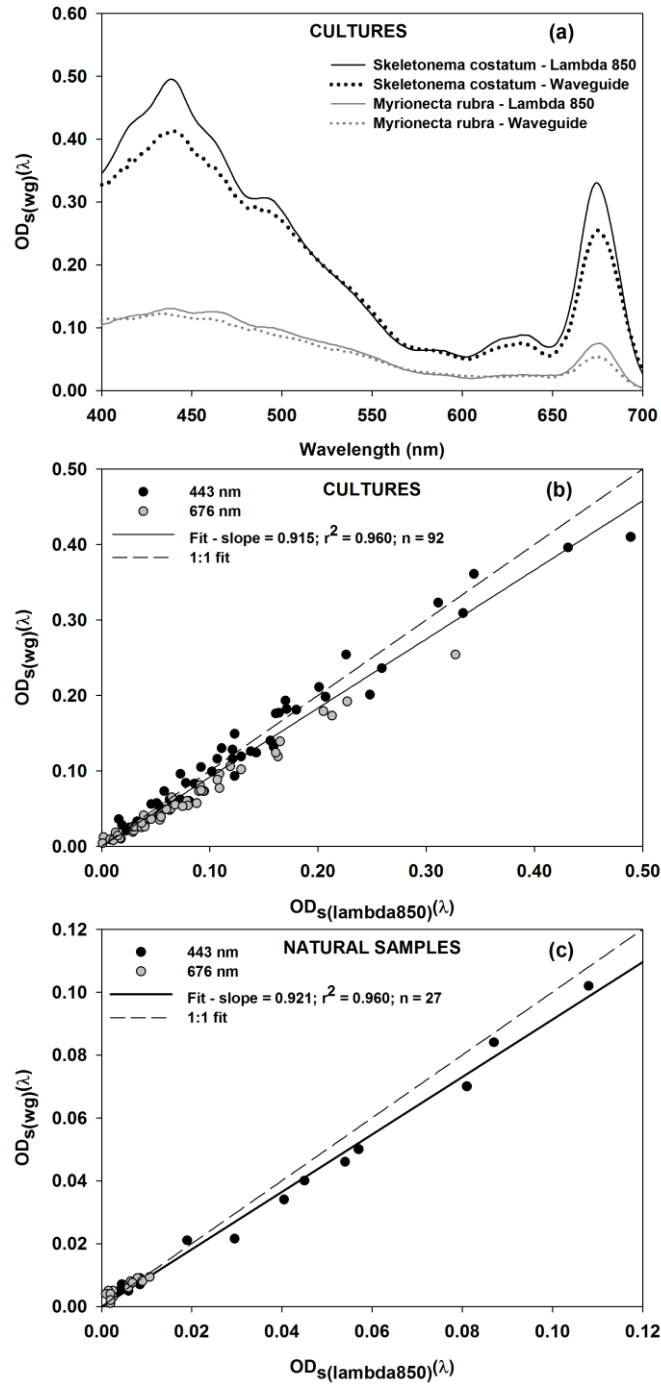 CULTURES (a)
Skeletonema costatum - Lambda 850
Skeletonema costatum - Waveguide
Myrionecta rubra - Lambda 850
Myrionecta rubra - Waveguide
0.60
0.50
0.40
0.30
0.20
0.10
0.00
ODs(wg)(λ)
400 450 500 550 600 650 700
Wavelength (nm)
CULTURES (b)
443 nm
676 nm
Fit - slope = 0.915; r2 = 0.960; n = 92
1:1 fit
0.50
0.40
0.30
0.20
0.10
0.00
ODs(wg)(λ)
0.00 0.10 0.20 0.30 0.40 0.50
ODs(lambda850)(λ)
NATURAL SAMPLES (c)
443 nm
676 nm
Fit - slope = 0.921; r2 = 0.960; n = 27
1:1 fit
0.12
0.10
0.08
0.06
0.04
0.02
0.00
ODs(wg)(λ)
0.00 0.02 0.04 0.06 0.08 0.10 0.12
ODs(lambda850)(λ)